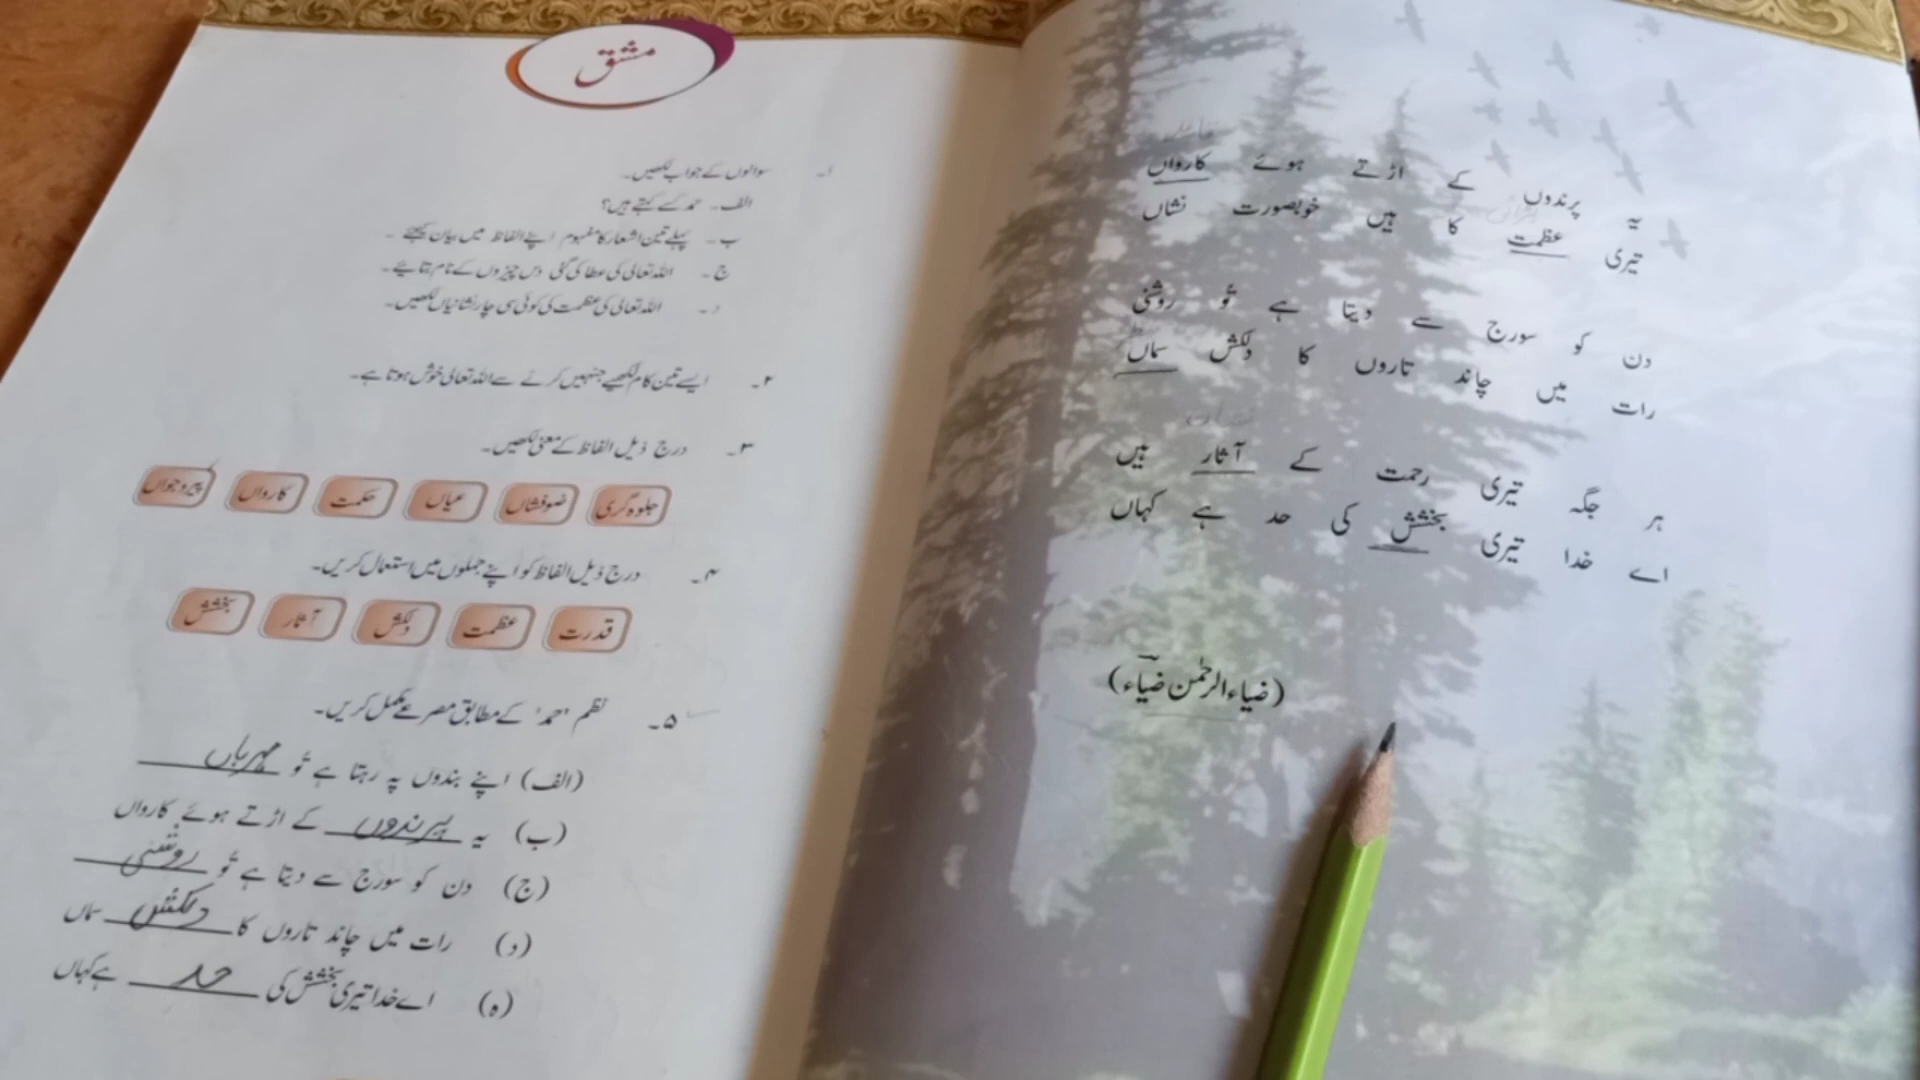 یہ پرندوں کے اڑتے ہوئے کارواں
تیری عظمت کا ہیں خوبصورت نشاں
دن کو سورج سے دیتا ہے تُو روشنی
رات میں چاند تاروں کا دلکش سماں
ہر جگہ تیری رحمت کے آثار ہیں
اے خدا تیری بخشش کی حد ہے کہاں
(ضیاء الرحمٰن ضیاء)
مشق
۱۔ سوالوں کے جواب لکھیں۔
الف۔ حمد کسے کہتے ہیں؟
ب۔ پہلے تین اشعار کا مفہوم اپنے الفاظ میں بیان کیجئے۔
ج۔ اللہ تعالیٰ کی عطا کی گئی دس چیزوں کے نام بتائیے۔
د۔ اللہ تعالیٰ کی عظمت کی کوئی سی چار نشانیاں لکھیں۔
۲۔ ایسے تین کام لکھیے جنہیں کرنے سے اللہ تعالیٰ خوش ہوتا ہے۔
۳۔ درج ذیل الفاظ کے معنی لکھیں۔
جلوہ گری ضوفشاں عیاں حکمت کارواں پیر و جواں
۴۔ درج ذیل الفاظ کو اپنے جملوں میں استعمال کریں۔
قدرت عظمت دلکش آثار بخشش
۵۔ نظم 'حمد' کے مطابق مصرعے مکمل کریں۔
(الف) اپنے بندوں پہ رہتا ہے تُو مہرباں
(ب) یہ پرندوں کے اڑتے ہوئے کارواں
(ج) دن کو سورج سے دیتا ہے تُو روشنی
(د) رات میں چاند تاروں کا دلکش سماں
(ہ) اے خدا تیری بخشش کی حد ہے کہاں